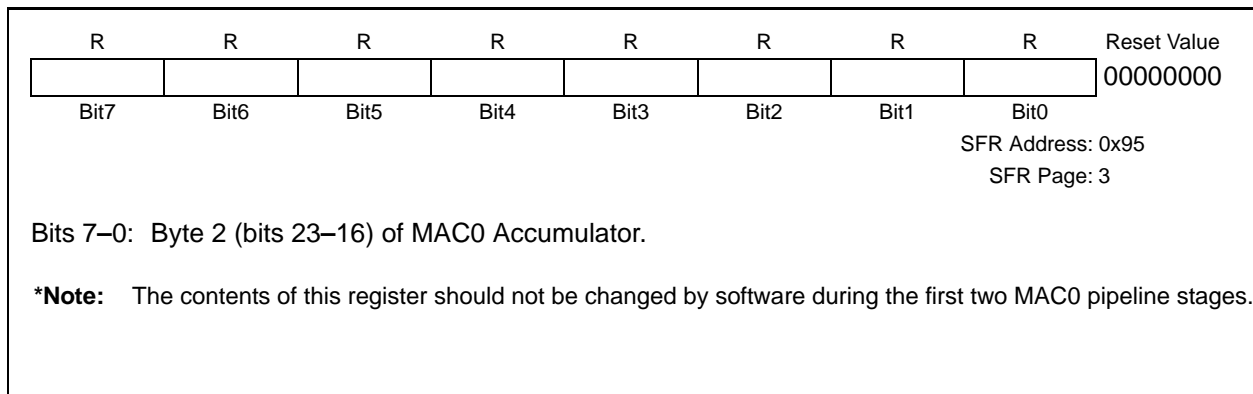 R R R R R R R R Reset Value
00000000
Bit7 Bit6 Bit5 Bit4 Bit3 Bit2 Bit1 Bit0
SFR Address: 0x95
SFR Page: 3
Bits 7–0: Byte 2 (bits 23–16) of MAC0 Accumulator.
*Note: The contents of this register should not be changed by software during the first two MAC0 pipeline stages.